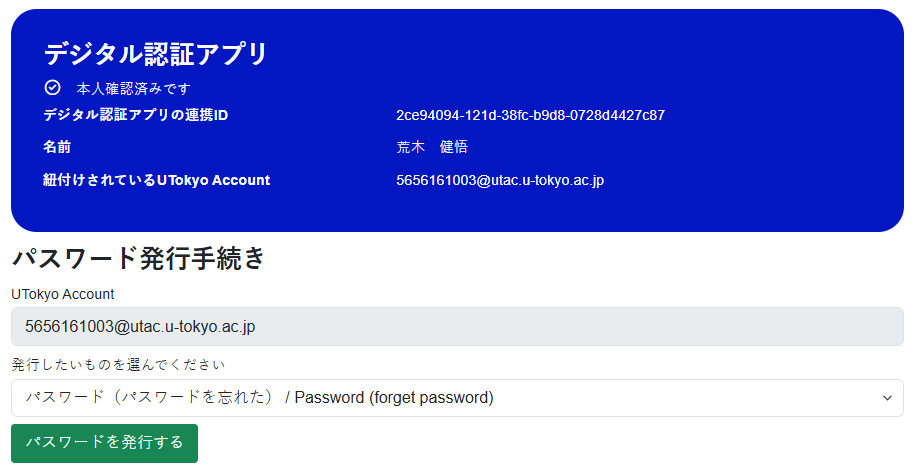 デジタル認証アプリ
本人確認済みです
デジタル認証アプリの連携ID 2ce94094-121d-38fc-b9d8-0728d4427c87
名前 荒木　健悟
紐付けされているUTokyo Account 5656161003@utac.u-tokyo.ac.jp
パスワード発行手続き
UTokyo Account
5656161003@utac.u-tokyo.ac.jp
発行したいものを選んでください
パスワード（パスワードを忘れた） / Password (forget password)
パスワードを発行する